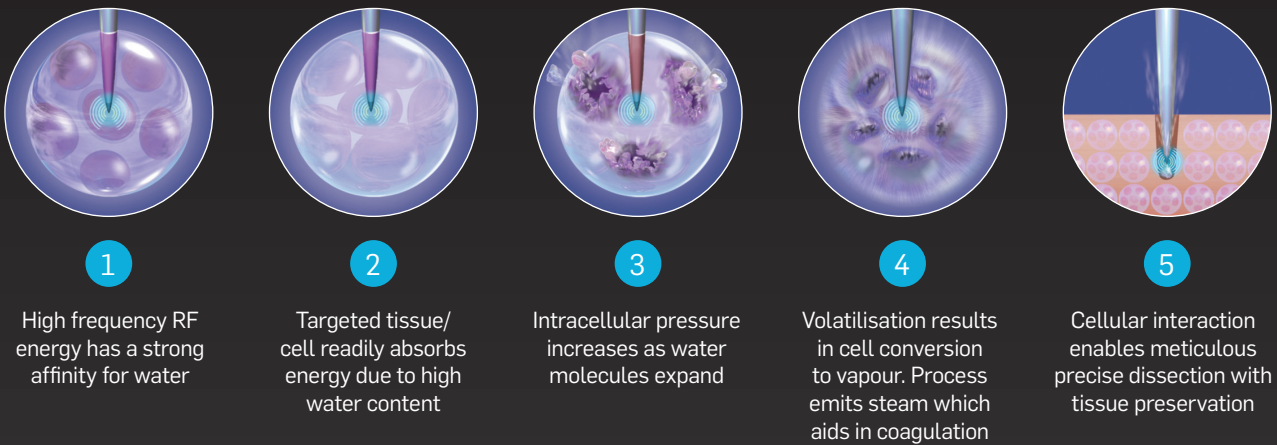 1
High frequency RF
energy has a strong
affinity for water
2
Targeted tissue/
cell readily absorbs
energy due to high
water content
3
Intracellular pressure
increases as water
molecules expand
4
Volatilisation results
in cell conversion
to vapour. Process
emits steam which
aids in coagulation
5
Cellular interaction
enables meticulous
precise dissection with
tissue preservation